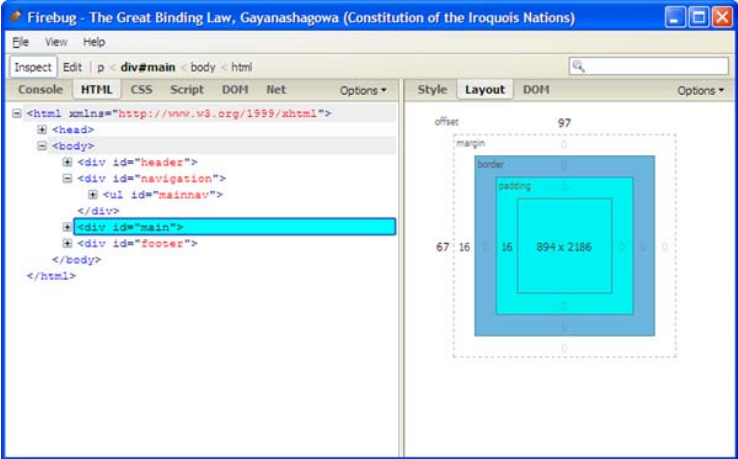 Firebug - The Great Binding Law, Gayanashagowa (Constitution of the Iroquois Nations)
File View Help
Inspect Edit | p < div#main < body < html
Console HTML CSS Script DOM Net Options
<html xmlns="http://www.w3.org/1999/xhtml">
<head>
<body>
<div id="header">
<div id="navigation">
<ul id="mainnav">
</div>
<div id="main">
<div id="footer">
</body>
</html>
Style Layout DOM Options
offset 97
margin 0
border 0
padding 0
67 16 0 16 894 x 2186 0 0 0
0
0
0